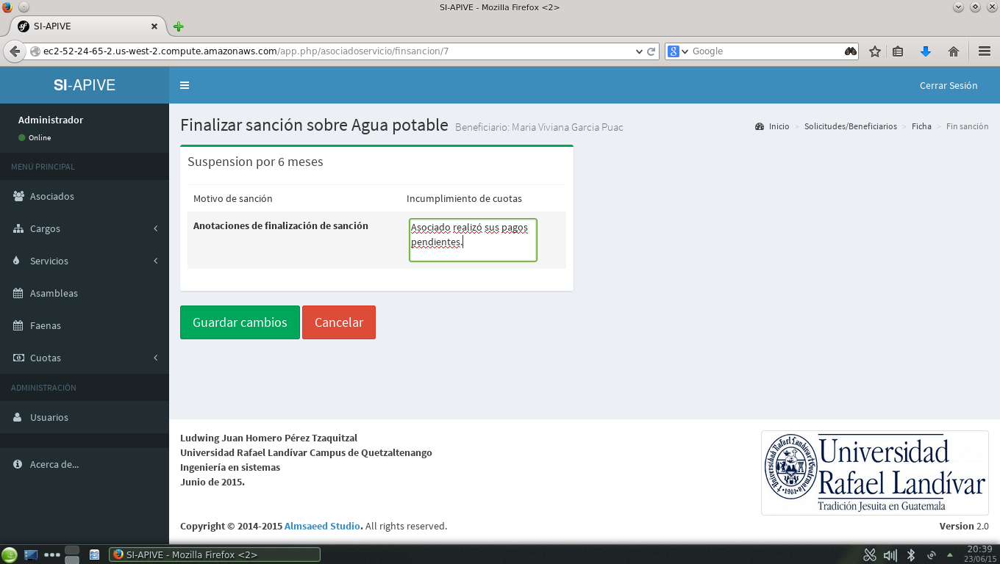 SI-APIVE - Mozilla Firefox <2>
SI-APIVE
ec2-52-24-65-2.us-west-2.compute.amazonaws.com/app.php/asociadoservicio/finsancion/7
Google
SI-APIVE
Cerrar Sesión
Administrador
Online
MENÚ PRINCIPAL
Asociados
Cargos
Servicios
Asambleas
Faenas
Cuotas
ADMINISTRACIÓN
Usuarios
Acerca de...
Finalizar sanción sobre Agua potable Beneficiario: Maria Viviana Garcia Puac
Inicio > Solicitudes/Beneficiarios > Ficha > Fin sanción
Suspension por 6 meses
Motivo de sanción Incumplimiento de cuotas
Anotaciones de finalización de sanción
Asociado realizó sus pagos
pendientes.
Guardar cambios Cancelar
Ludwing Juan Homero Pérez Tzaquitzal
Universidad Rafael Landívar Campus de Quetzaltenango
Ingeniería en sistemas
Junio de 2015.
Universidad
Rafael Landívar
Tradición Jesuita en Guatemala
Copyright © 2014-2015 Almsaeed Studio. All rights reserved.
Version 2.0
SI-APIVE - Mozilla Firefox <2>
20:39
23/06/15